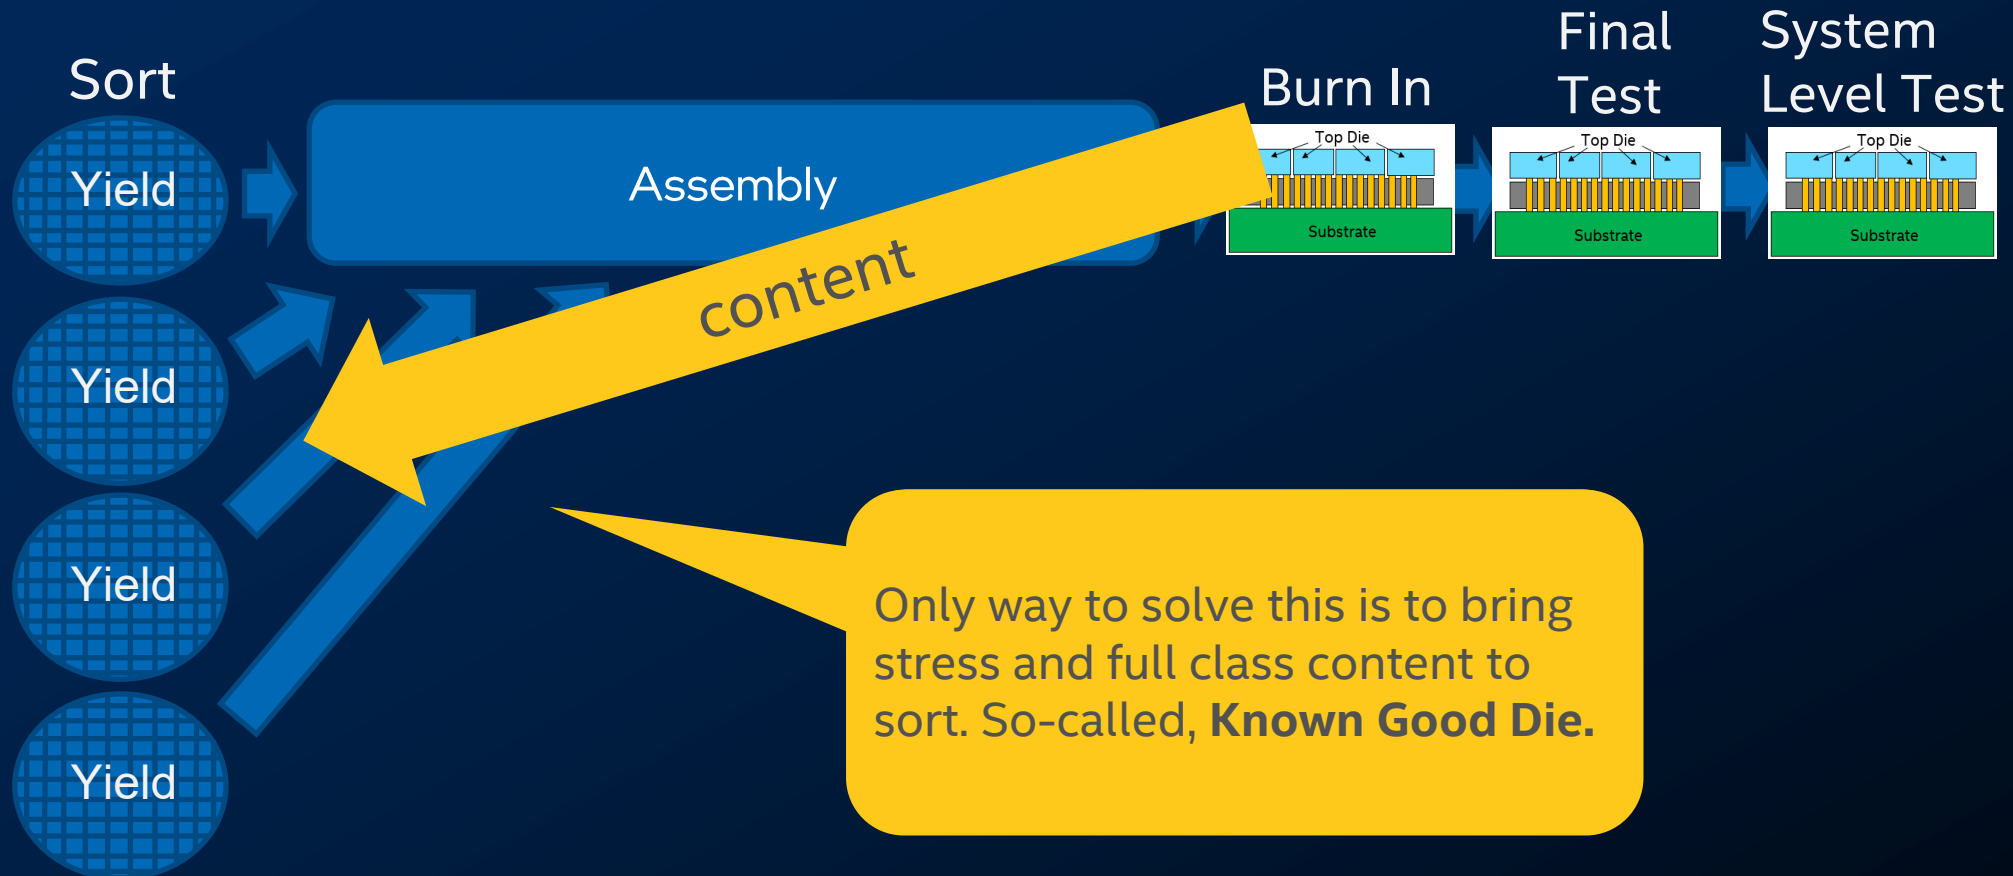 Sort
Yield
Yield
Yield
Yield
Assembly
content
Burn In
Top Die
Substrate
Final
Test
Top Die
Substrate
System
Level Test
Top Die
Substrate
Only way to solve this is to bring
stress and full class content to
sort. So-called, Known Good Die.